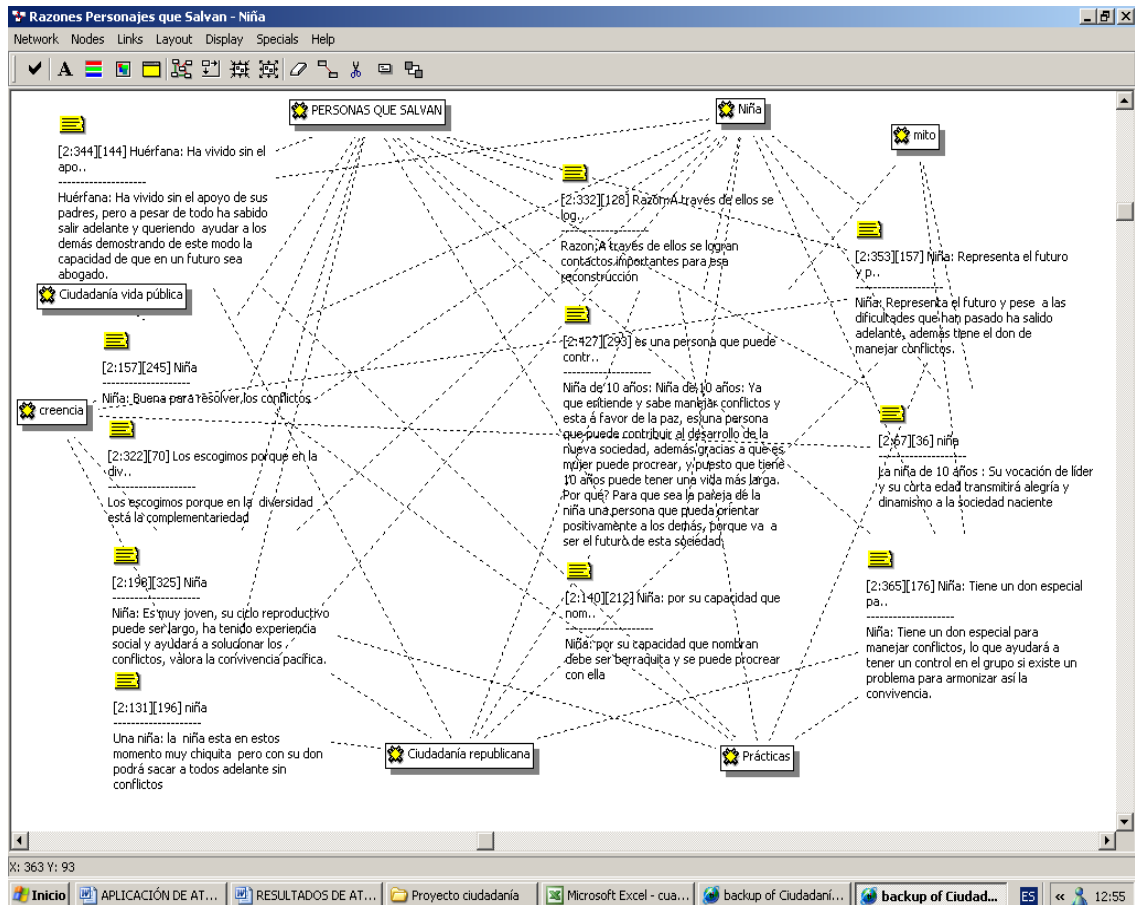 Razones Personajes que Salvan - Niña
Network Nodes Links Layout Display Specials Help
A
PERSONAS QUE SALVAN
Niña
mito
[2:344][144] Huérfana: Ha vivido sin el
apo..
--------------------
Huérfana: Ha vivido sin el apoyo de sus
padres, pero a pesar de todo ha sabido
salir adelante y queriendo ayudar a los
demás demostrando de este modo la
capacidad de que en un futuro sea
abogado.
Ciudadanía vida pública
[2:157][245] Niña
--------------------
Niña: Buena para resolver los conflictos
creencia
[2:322][70] Los escogimos porque en la
div..
--------------------
Los escogimos porque en la diversidad
está la complementariedad
[2:198][325] Niña
--------------------
Niña: Es muy joven, su ciclo reproductivo
puede ser largo, ha tenido experiencia
social y ayudará a solucionar los
conflictos, valora la convivencia pacífica.
[2:131][196] niña
--------------------
Una niña: la niña esta en estos
momento muy chiquita pero con su don
podrá sacar a todos adelante sin
conflictos
[2:332][128] Razon;A través de ellos se
log..
--------------------
Razon;A través de ellos se logran
contactos importantes para esa
reconstrucción
[2:427][293] es una persona que puede
contr..
--------------------
Niña de 10 años: Niña de 10 años: Ya
que entiende y sabe manejar conflictos y
esta á favor de la paz, es una persona
que puede contribuir al desarrollo de la
nueva sociedad, además gracias a que es
mujer puede procrear, y puesto que tiene
10 años puede tener una vida más larga.
Por qué? Para que sea la pareja de la
niña una persona que pueda orientar
positivamente a los demás, porque va a
ser el futuro de esta sociedad
[2:140][212] Niña: por su capacidad que
nom..
--------------------
Niña: por su capacidad que nombran
debe ser berraquita y se puede procrear
con ella
[2:353][157] Niña: Representa el futuro
y p..
--------------------
Niña: Representa el futuro y pese a las
dificultades que han pasado ha salido
adelante, además tiene el don de
manejar conflictos.
[2:67][36] niña
--------------------
La niña de 10 años : Su vocación de líder
y su corta edad transmitirá alegría y
dinamismo a la sociedad naciente
[2:365][176] Niña: Tiene un don especial
pa..
--------------------
Niña: Tiene un don especial para
manejar conflictos, lo que ayudará a
tener un control en el grupo si existe un
problema para armonizar así la
convivencia.
Ciudadanía republicana
Prácticas
X: 363 Y: 93
Inicio
APLICACIÓN DE AT...
RESULTADOS DE AT...
Proyecto ciudadanía
Microsoft Excel - cua...
backup of Ciudadaní...
backup of Ciudad...
ES
«
12:55